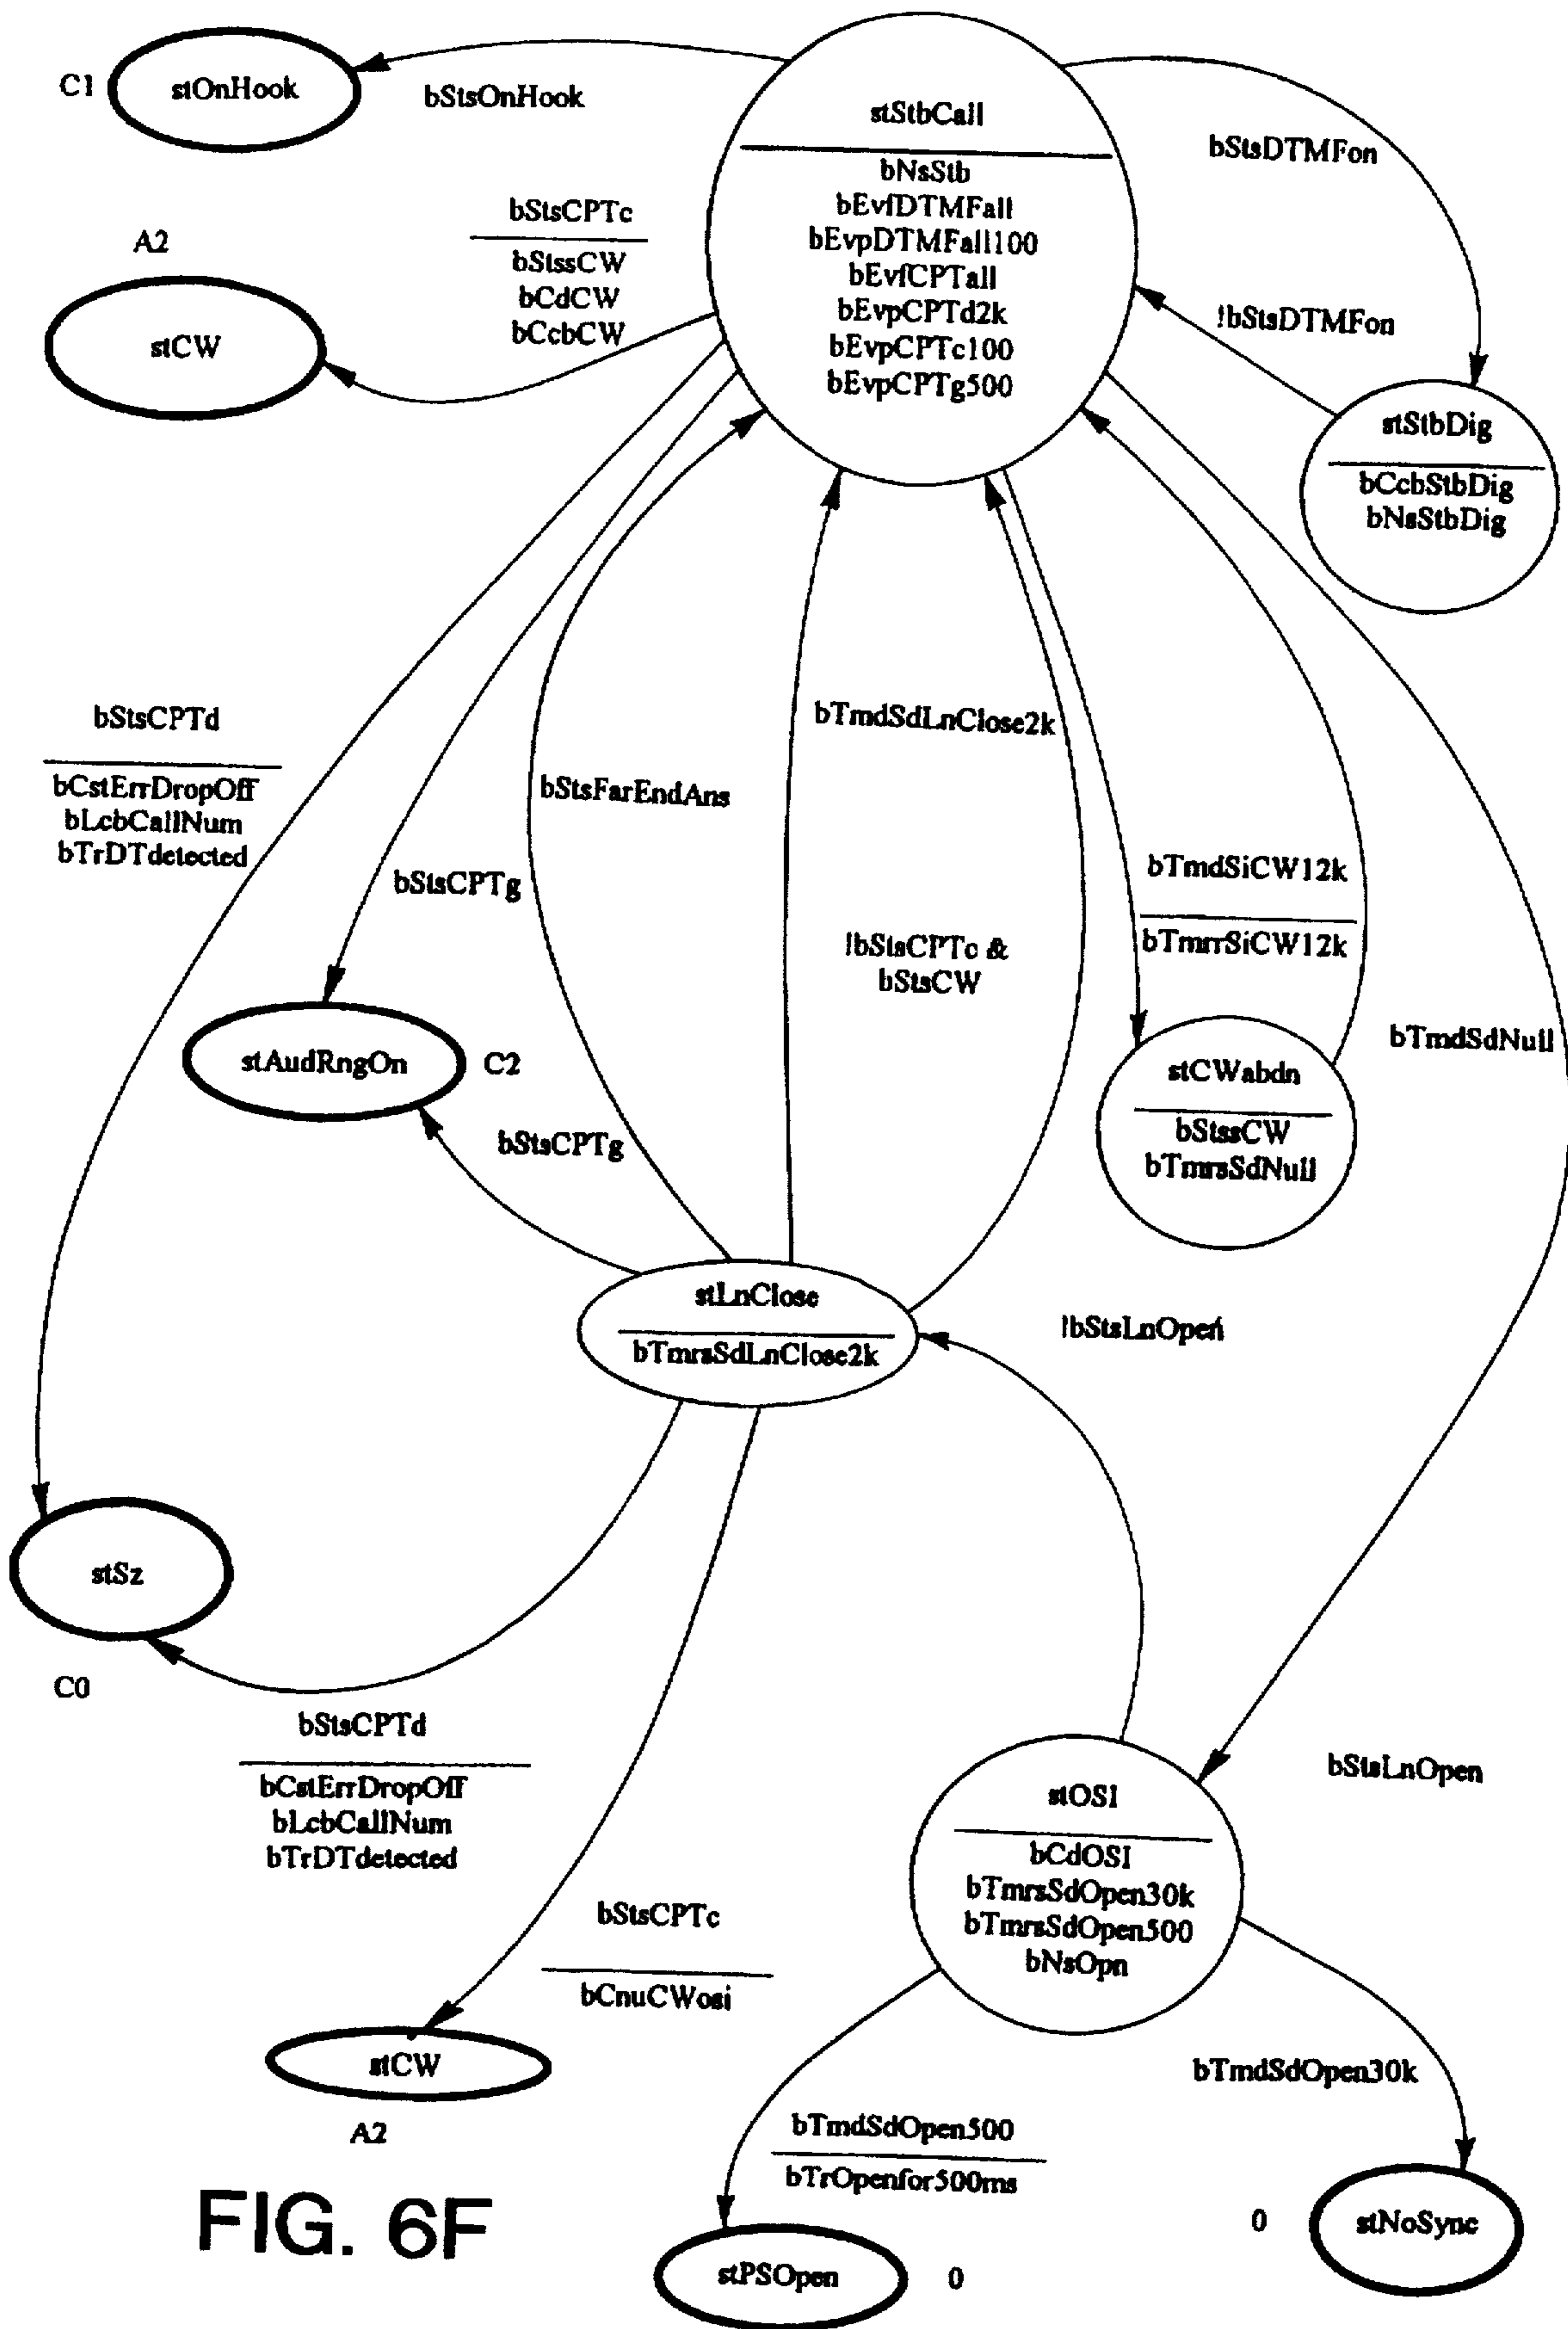 C1
stOnHook
bStsOnHook
stStbCall
bNsStb
bEvfDTMFall
bEvpDTMFall100
bEvfCPTall
bEvpCPTd2k
bEvpCPTc100
bEvpCPTg500
bStsDTMFon
bStsCPTc
bStssCW
bCdCW
bCcbCW
A2
stCW
!bStsDTMFon
stStbDig
bCcbStbDig
bNsStbDig
bStsCPTd
bCstErrDropOff
bLcbCallNum
bTrDTdetected
bStsCPTg
bStsFarEndAns
bTmdSdLnClose2k
!bStsCPTc &
bStsCW
bTmdSiCW12k
bTmrrSiCW12k
bTmdSdNull
stAudRngOn
C2
bStsCPTg
stCWabdn
bStssCW
bTmrsSdNull
stLnClose
bTmrsSdLnClose2k
!bStsLnOpen
stSz
C0
bStsCPTd
bCstErrDropOff
bLcbCallNum
bTrDTdetected
bStsCPTc
bCnuCWosi
stCW
A2
stOSI
bCdOSI
bTmrsSdOpen30k
bTmrsSdOpen500
bNsOpn
bStsLnOpen
bTmdSdOpen500
bTrOpenfor500ms
bTmdSdOpen30k
stPSOpen
0
0
stNoSync
FIG. 6F